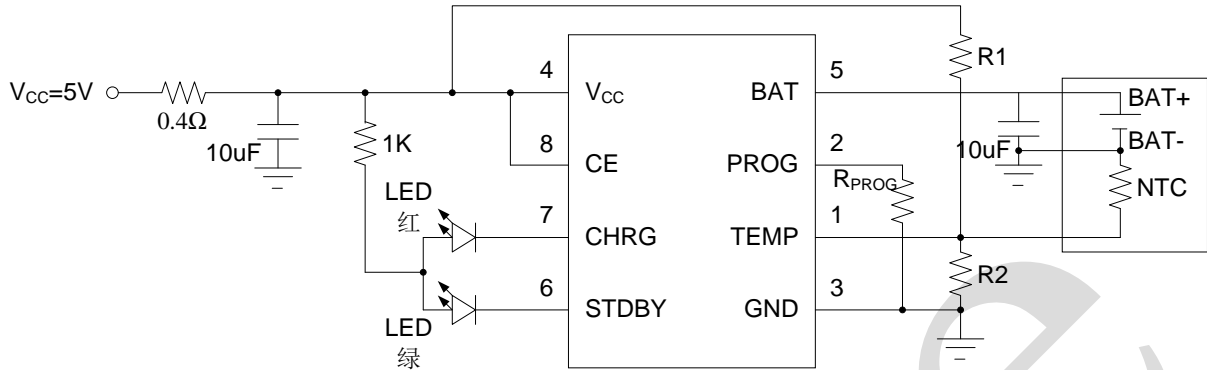 VCC=5V
0.4Ω
10uF
1K
LED
红
LED
绿
4
8
7
6
VCC
CE
CHRG
STDBY
BAT
PROG
TEMP
GND
5
2
1
3
RPROG
R1
R2
10uF
BAT+
BAT-
NTC